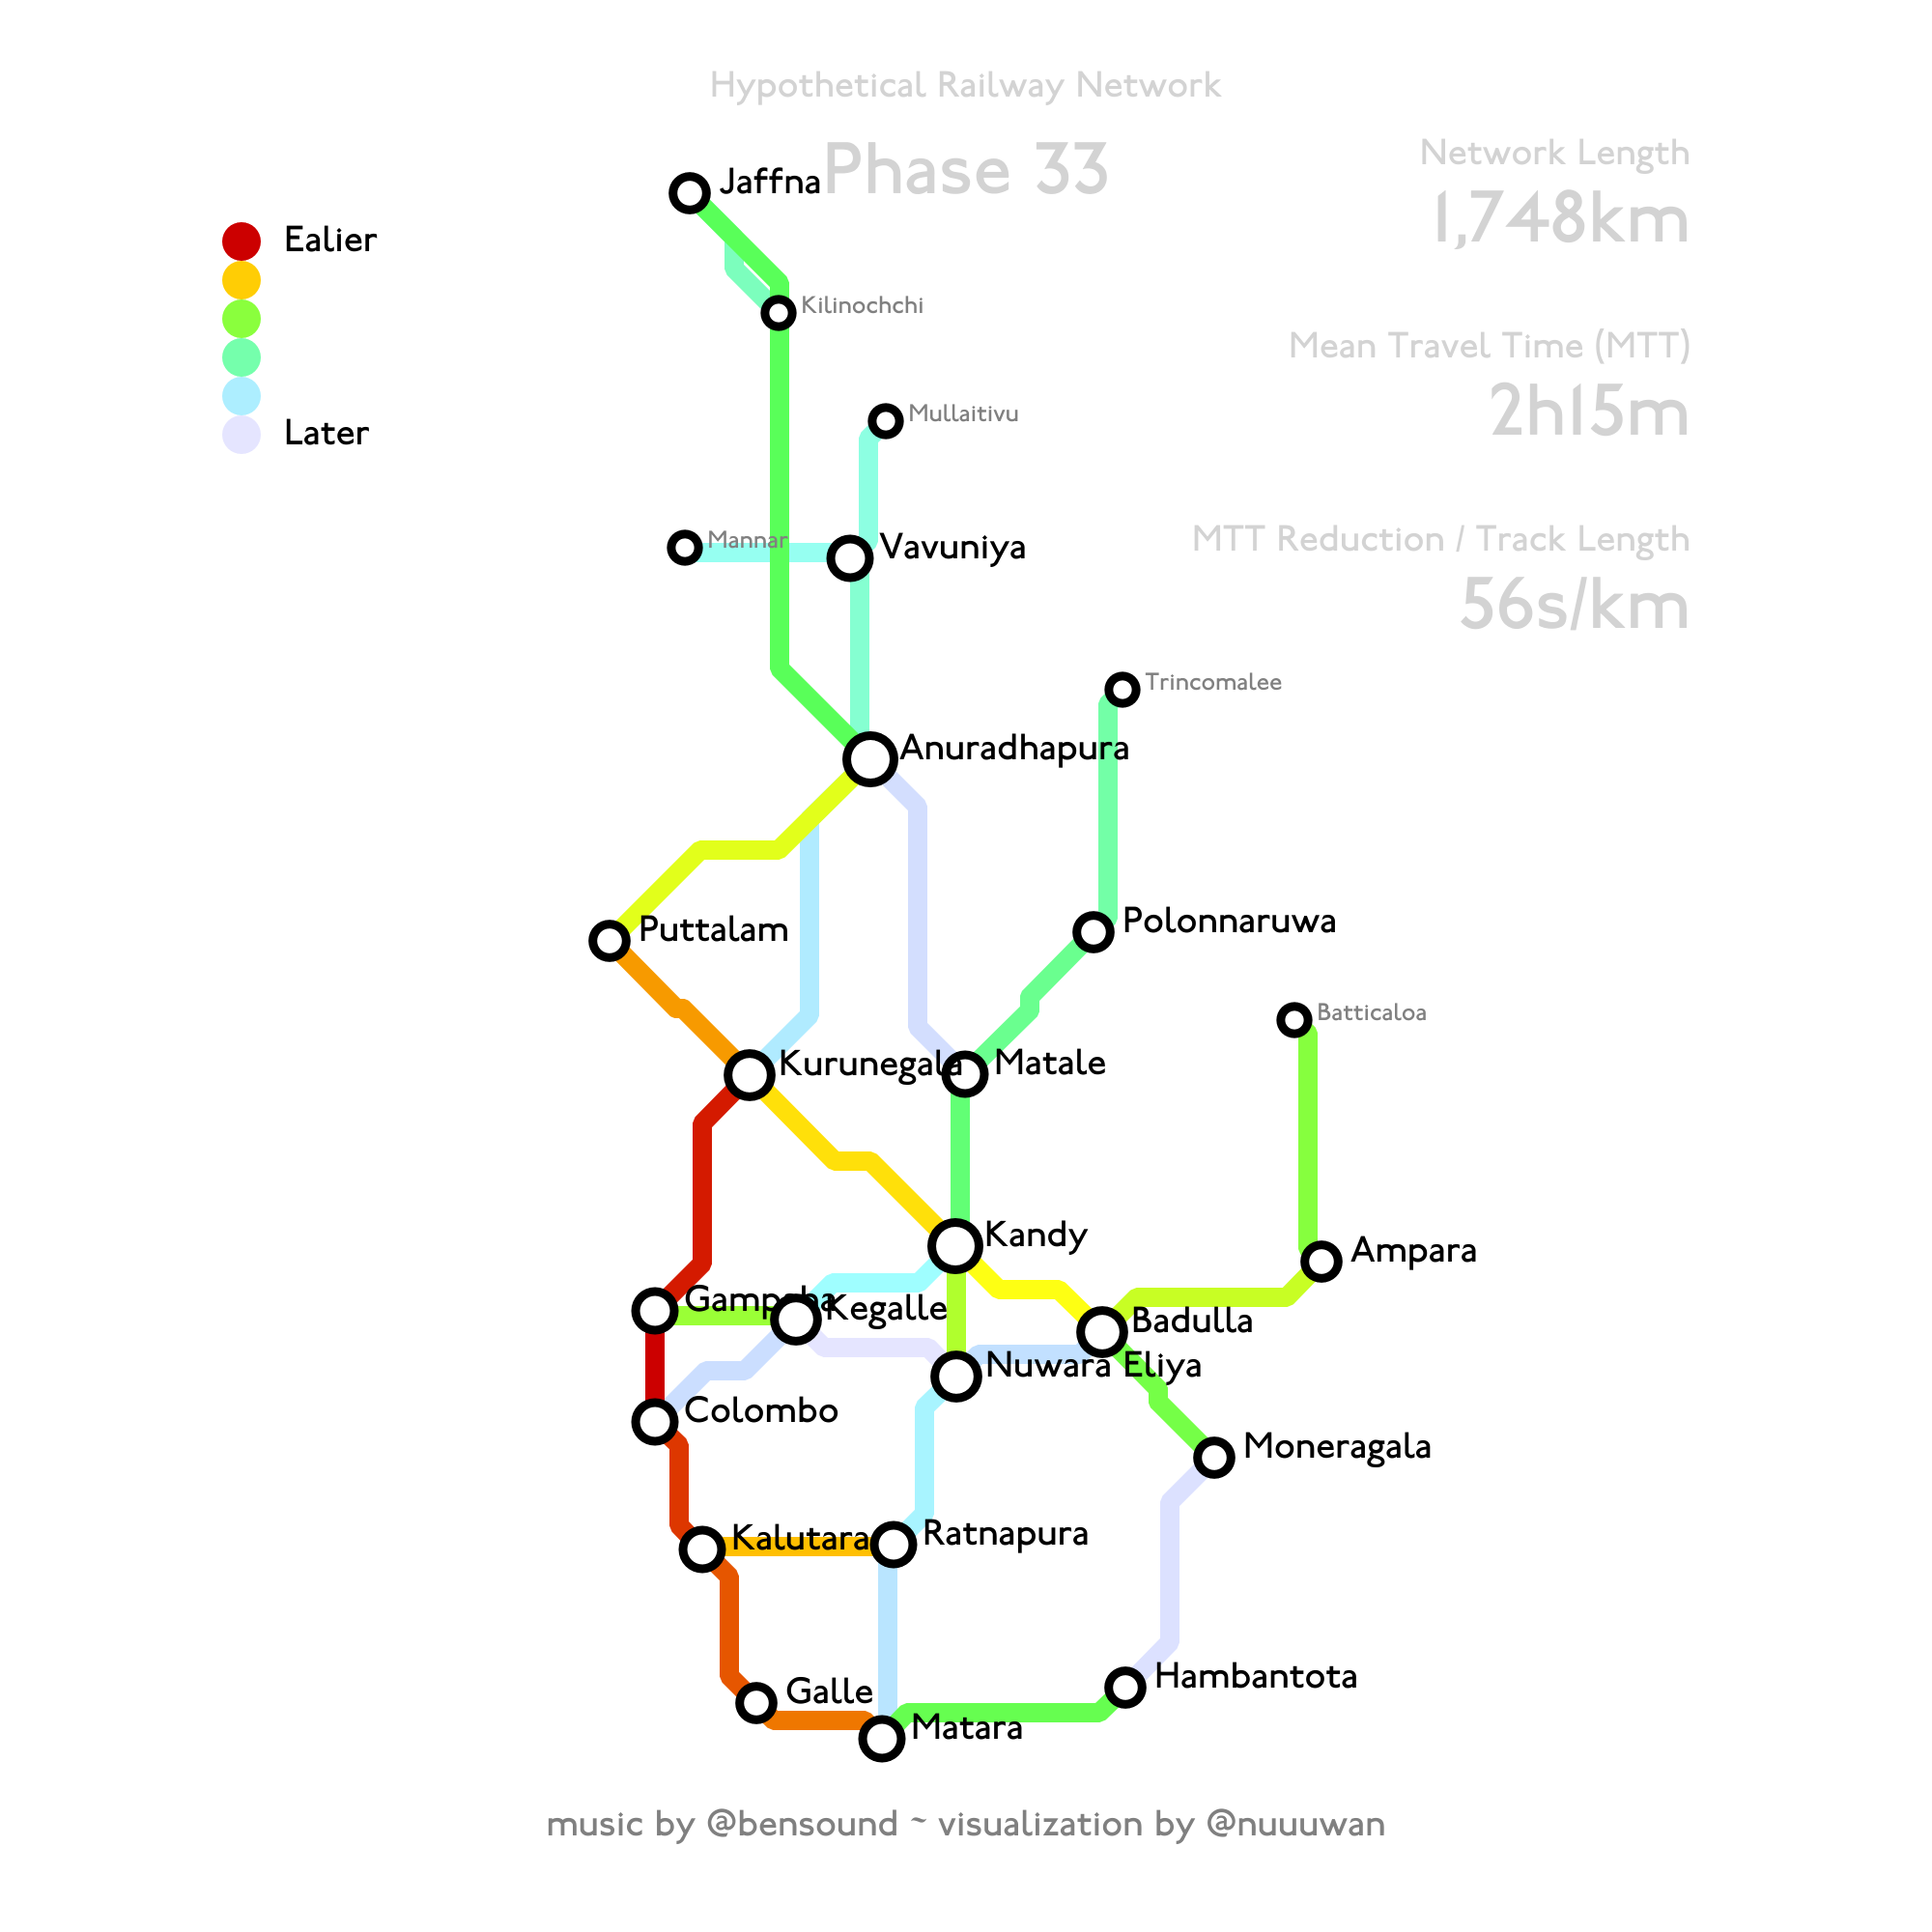 Hypothetical Railway Network
Phase 33
Network Length
1,748km
Mean Travel Time (MTT)
2h15m
MTT Reduction / Track Length
56s/km
Ealier
Later
Jaffna
Kilinochchi
Mullaitivu
Mannar
Vavuniya
Trincomalee
Anuradhapura
Puttalam
Polonnaruwa
Batticaloa
Kurunegala
Matale
Kandy
Ampara
Gampaha
Kegalle
Badulla
Nuwara Eliya
Colombo
Moneragala
Kalutara
Ratnapura
Hambantota
Galle
Matara
music by @bensound ~ visualization by @nuuuwan